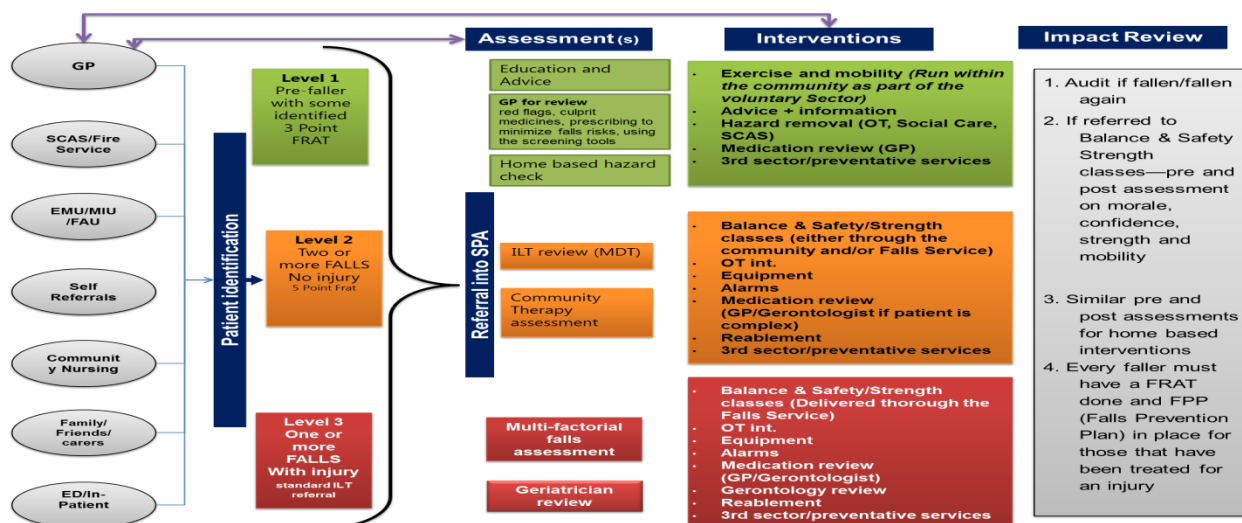 GP
SCAS/Fire
Service
EMU/MIU
/FAU
Self
Referrals
Communit
y Nursing
Family/
Friends/
carers
ED/In-
Patient
Patient identification
Level 1
Pre-faller
with some
identified
3 Point
FRAT
Level 2
Two or
more FALLS
No injury
5 Point Frat
Level 3
One or
more
FALLS
With injury
standard ILT
referral
Referral into SPA
Assessment (s)
Education and
Advice
GP for review
red flags, culprit
medicines, prescribing to
minimize falls risks, using
the screening tools
Home based hazard
check
ILT review (MDT)
Community
Therapy
assessment
Multi-factorial
falls
assessment
Geriatrician
review
Interventions
· Exercise and mobility (Run within
the community as part of the
voluntary Sector)
· Advice + information
· Hazard removal (OT, Social Care,
SCAS)
· Medication review (GP)
· 3rd sector/preventative services
· Balance & Safety/Strength
classes (either through the
community and/or Falls Service)
· OT int.
· Equipment
· Alarms
· Medication review
(GP/Gerontologist if patient is
complex)
· Reablement
· 3rd sector/preventative services
· Balance & Safety/Strength
classes (Delivered thorough the
Falls Service)
· OT int.
· Equipment
· Alarms
· Medication review
(GP/Gerontologist)
· Gerontology review
· Reablement
· 3rd sector/preventative services
Impact Review
1. Audit if fallen/fallen
again
2. If referred to
Balance & Safety
Strength
classes—pre and
post assessment
on morale,
confidence,
strength and
mobility
3. Similar pre and
post assessments
for home based
interventions
4. Every faller must
have a FRAT
done and FPP
(Falls Prevention
Plan) in place for
those that have
been treated for
an injury